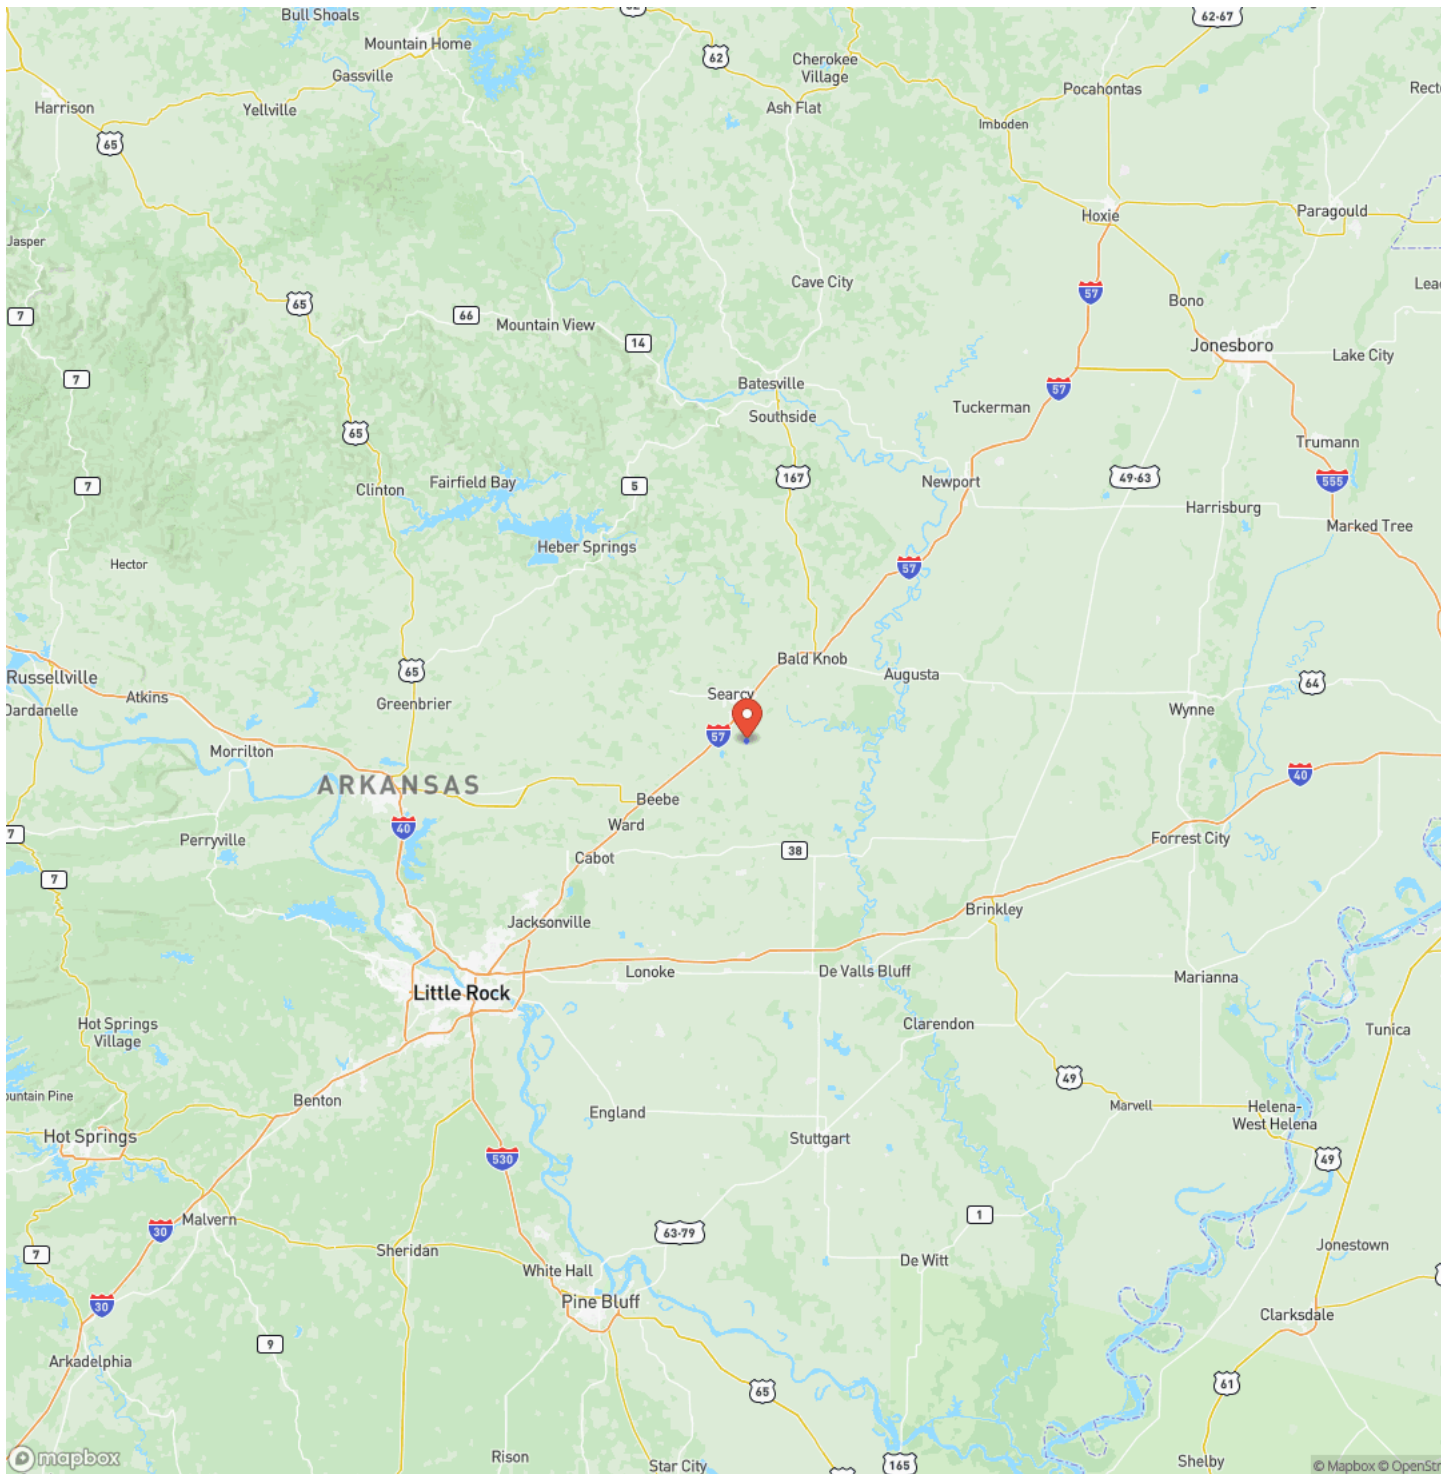 Bull Shoals
62
62-67
Mountain Home
62
Cherokee
Village
Gassville
Pocahontas
Rect
Harrison
Yellville
Ash Flat
Imboden
65
Hoxie
Paragould
Jasper
Cave City
57
Lea
65
Bono
7
66
Mountain View
14
Jonesboro
Lake City
7
Batesville
57
Tuckerman
Southside
65
Trumann
167
49-63
555
Fairfield Bay
5
Newport
7
Clinton
Harrisburg
Marked Tree
Heber Springs
Hector
57
Bald Knob
65
Augusta
Russellville
64
Atkins
Searcy
Greenbrier
Dardanelle
Wynne
57
Morrilton
40
ARKANSAS
Beebe
Ward
40
7
Perryville
38
Forrest City
Cabot
7
Brinkley
Jacksonville
Lonoke
De Valls Bluff
Marianna
Little Rock
Hot Springs
Village
Clarendon
Tunica
49
ountain Pine
Benton
England
Marvell
Helena-
West Helena
Hot Springs
Stuttgart
530
49
Malvern
1
30
63-79
Jonestown
7
Sheridan
De Witt
White Hall
30
Pine Bluff
Clarksdale
9
Arkadelphia
65
61
mapbox
Rison
Star City
165
Shelby
© Mapbox © OpenStr